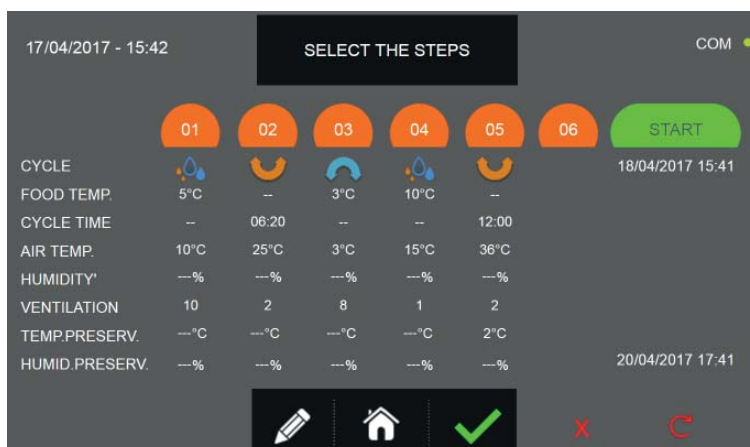 17/04/2017 - 15:42 SELECT THE STEPS COM
01 02 03 04 05 06 START
CYCLE 18/04/2017 15:41
FOOD TEMP. 5°C -- 3°C 10°C --
CYCLE TIME -- 06:20 -- -- 12:00
AIR TEMP. 10°C 25°C 3°C 15°C 36°C
HUMIDITY' ---% ---% ---% ---% ---%
VENTILATION 10 2 8 1 2
TEMP.PRESERV. ---°C ---°C ---°C ---°C 2°C
HUMID.PRESERV. ---% ---% ---% ---% ---% 20/04/2017 17:41
X